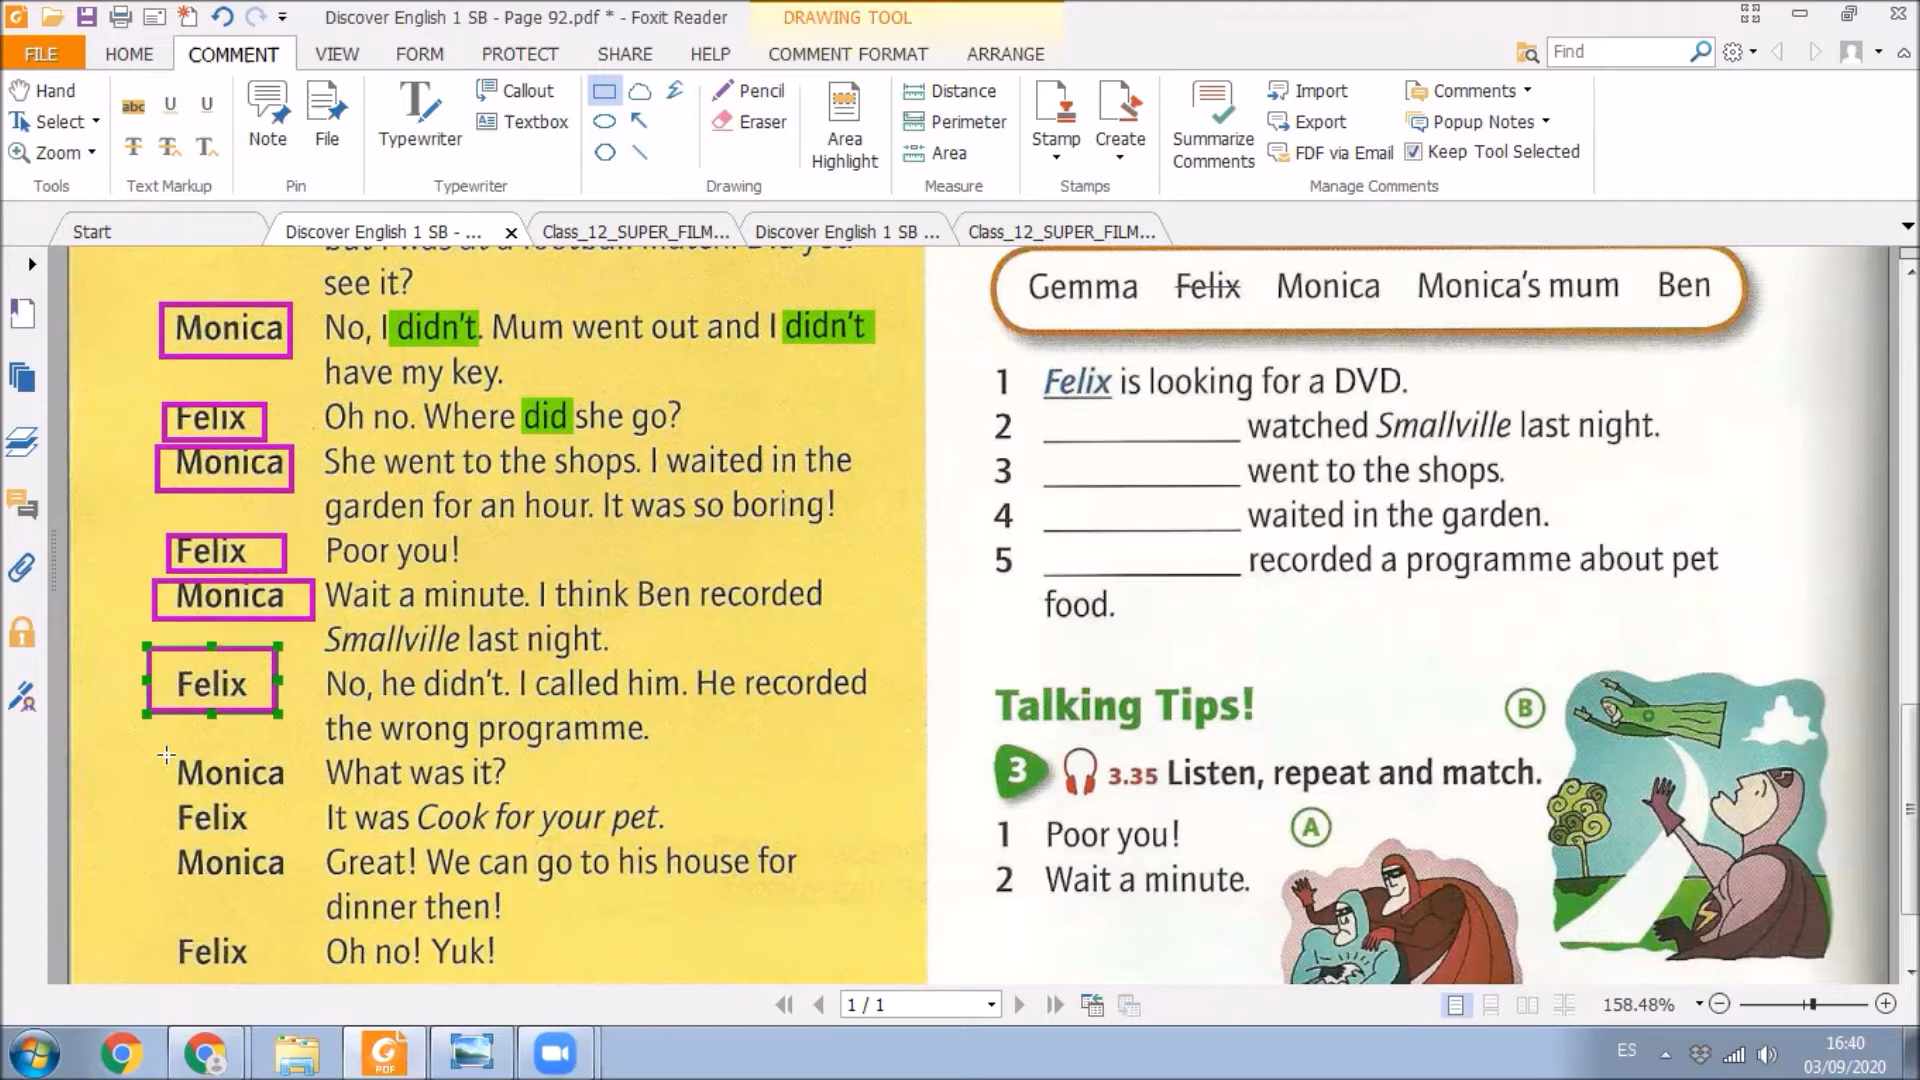 Discover English 1 SB - Page 92.pdf * - Foxit Reader
DRAWING TOOL
FILE HOME COMMENT VIEW FORM PROTECT SHARE HELP COMMENT FORMAT ARRANGE
Find
Hand
Select
Zoom
Tools
abc U U
T T T
Text Markup
Note File
Pin
Typewriter
Callout
Textbox
Typewriter
Pencil
Eraser
Area Highlight
Drawing
Distance
Perimeter
Area
Measure
Stamp Create
Stamps
Summarize Comments
Import
Export
FDF via Email
Comments
Popup Notes
Keep Tool Selected
Manage Comments
Start
Discover English 1 SB - ...
Class_12_SUPER_FILM...
Discover English 1 SB ...
Class_12_SUPER_FILM...
see it?
Monica No, I didn't. Mum went out and I didn't
have my key.
Felix Oh no. Where did she go?
Monica She went to the shops. I waited in the
garden for an hour. It was so boring!
Felix Poor you!
Monica Wait a minute. I think Ben recorded
Smallville last night.
Felix No, he didn't. I called him. He recorded
the wrong programme.
Monica What was it?
Felix It was Cook for your pet.
Monica Great! We can go to his house for
dinner then!
Felix Oh no! Yuk!
Gemma Felix Monica Monica's mum Ben
1 Felix is looking for a DVD.
2 ____________ watched Smallville last night.
3 ____________ went to the shops.
4 ____________ waited in the garden.
5 ____________ recorded a programme about pet
food.
Talking Tips!
B
3 3.35 Listen, repeat and match.
1 Poor you!
A
2 Wait a minute.
1 / 1
158.48%
PDF
ES
16:40
03/09/2020